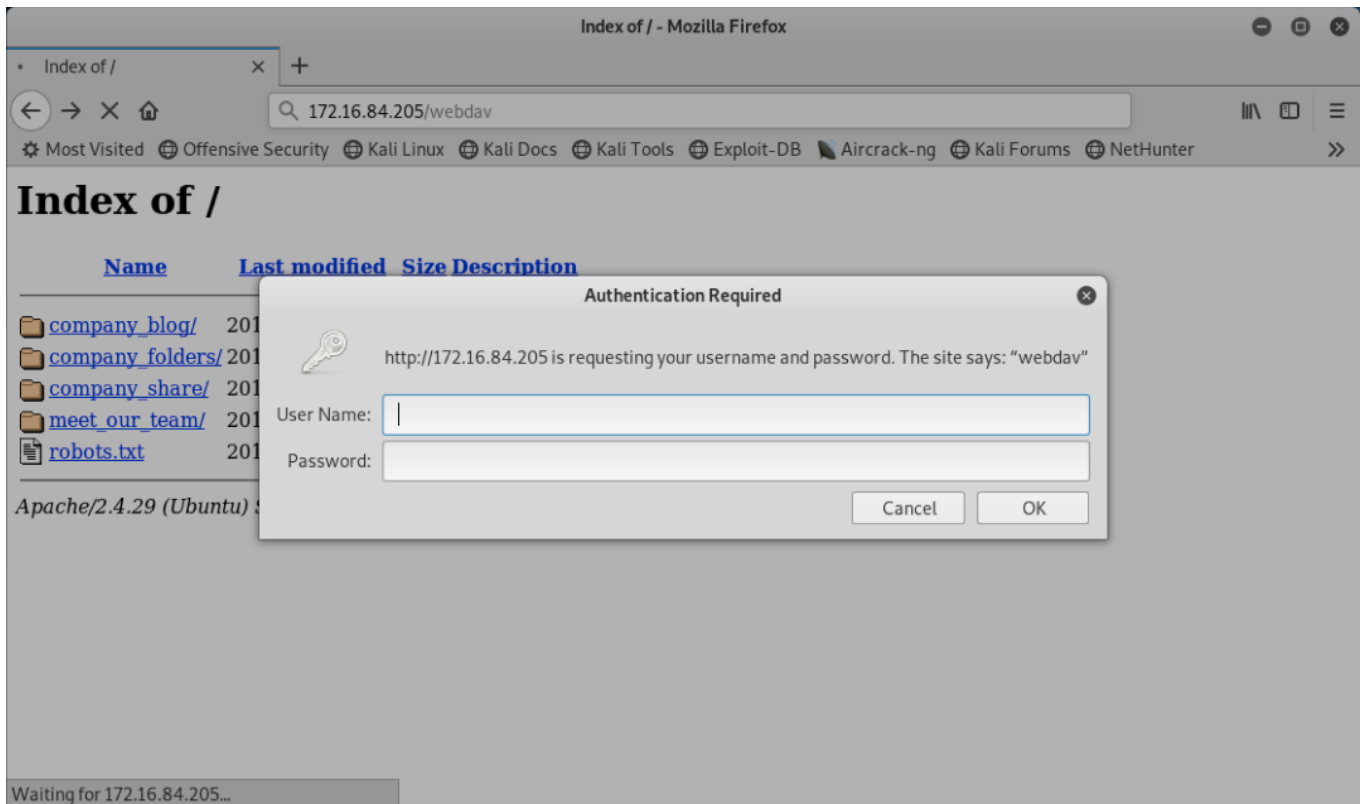 Index of / - Mozilla Firefox
Index of /
172.16.84.205/webdav
Most Visited Offensive Security Kali Linux Kali Docs Kali Tools Exploit-DB Aircrack-ng Kali Forums NetHunter
Index of /
Name Last modified Size Description
Authentication Required
company_blog/ 201
http://172.16.84.205 is requesting your username and password. The site says: “webdav”
company_folders/ 201
company_share/ 201
meet_our_team/ 201
User Name:
robots.txt 201
Password:
Apache/2.4.29 (Ubuntu)
Cancel OK
Waiting for 172.16.84.205...